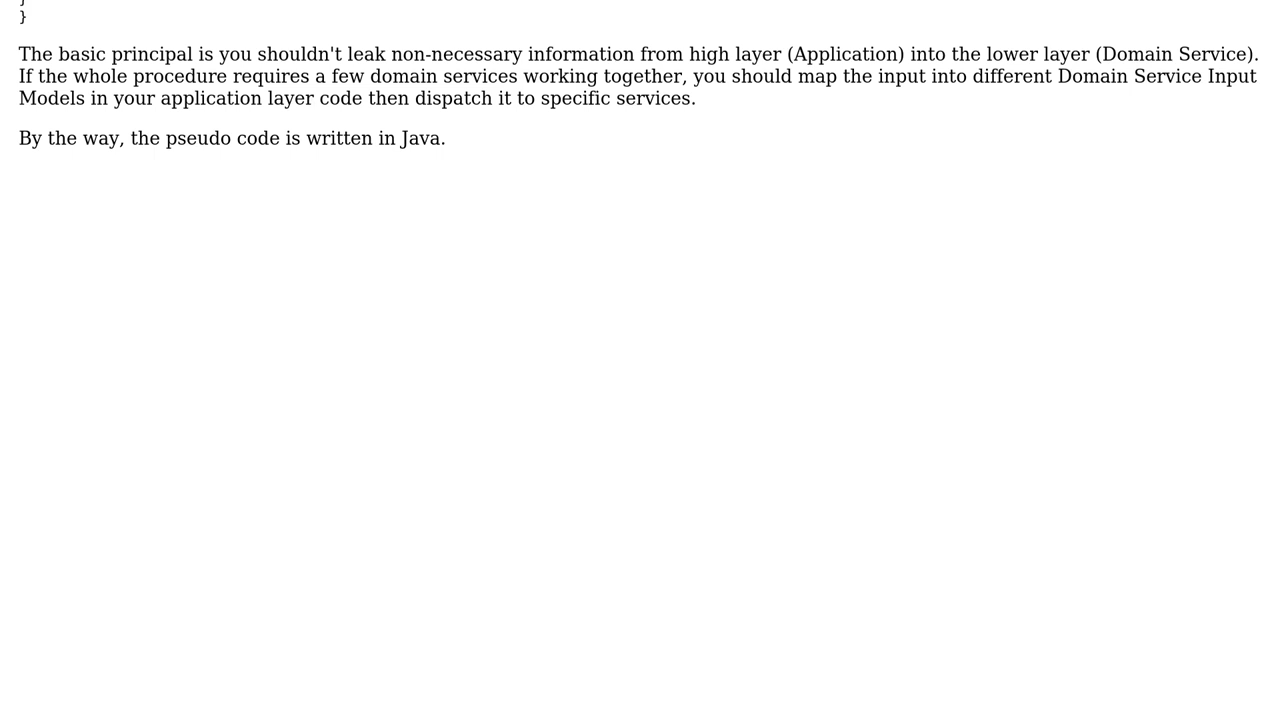 }
The basic principal is you shouldn't leak non-necessary information from high layer (Application) into the lower layer (Domain Service).
If the whole procedure requires a few domain services working together, you should map the input into different Domain Service Input
Models in your application layer code then dispatch it to specific services.
By the way, the pseudo code is written in Java.